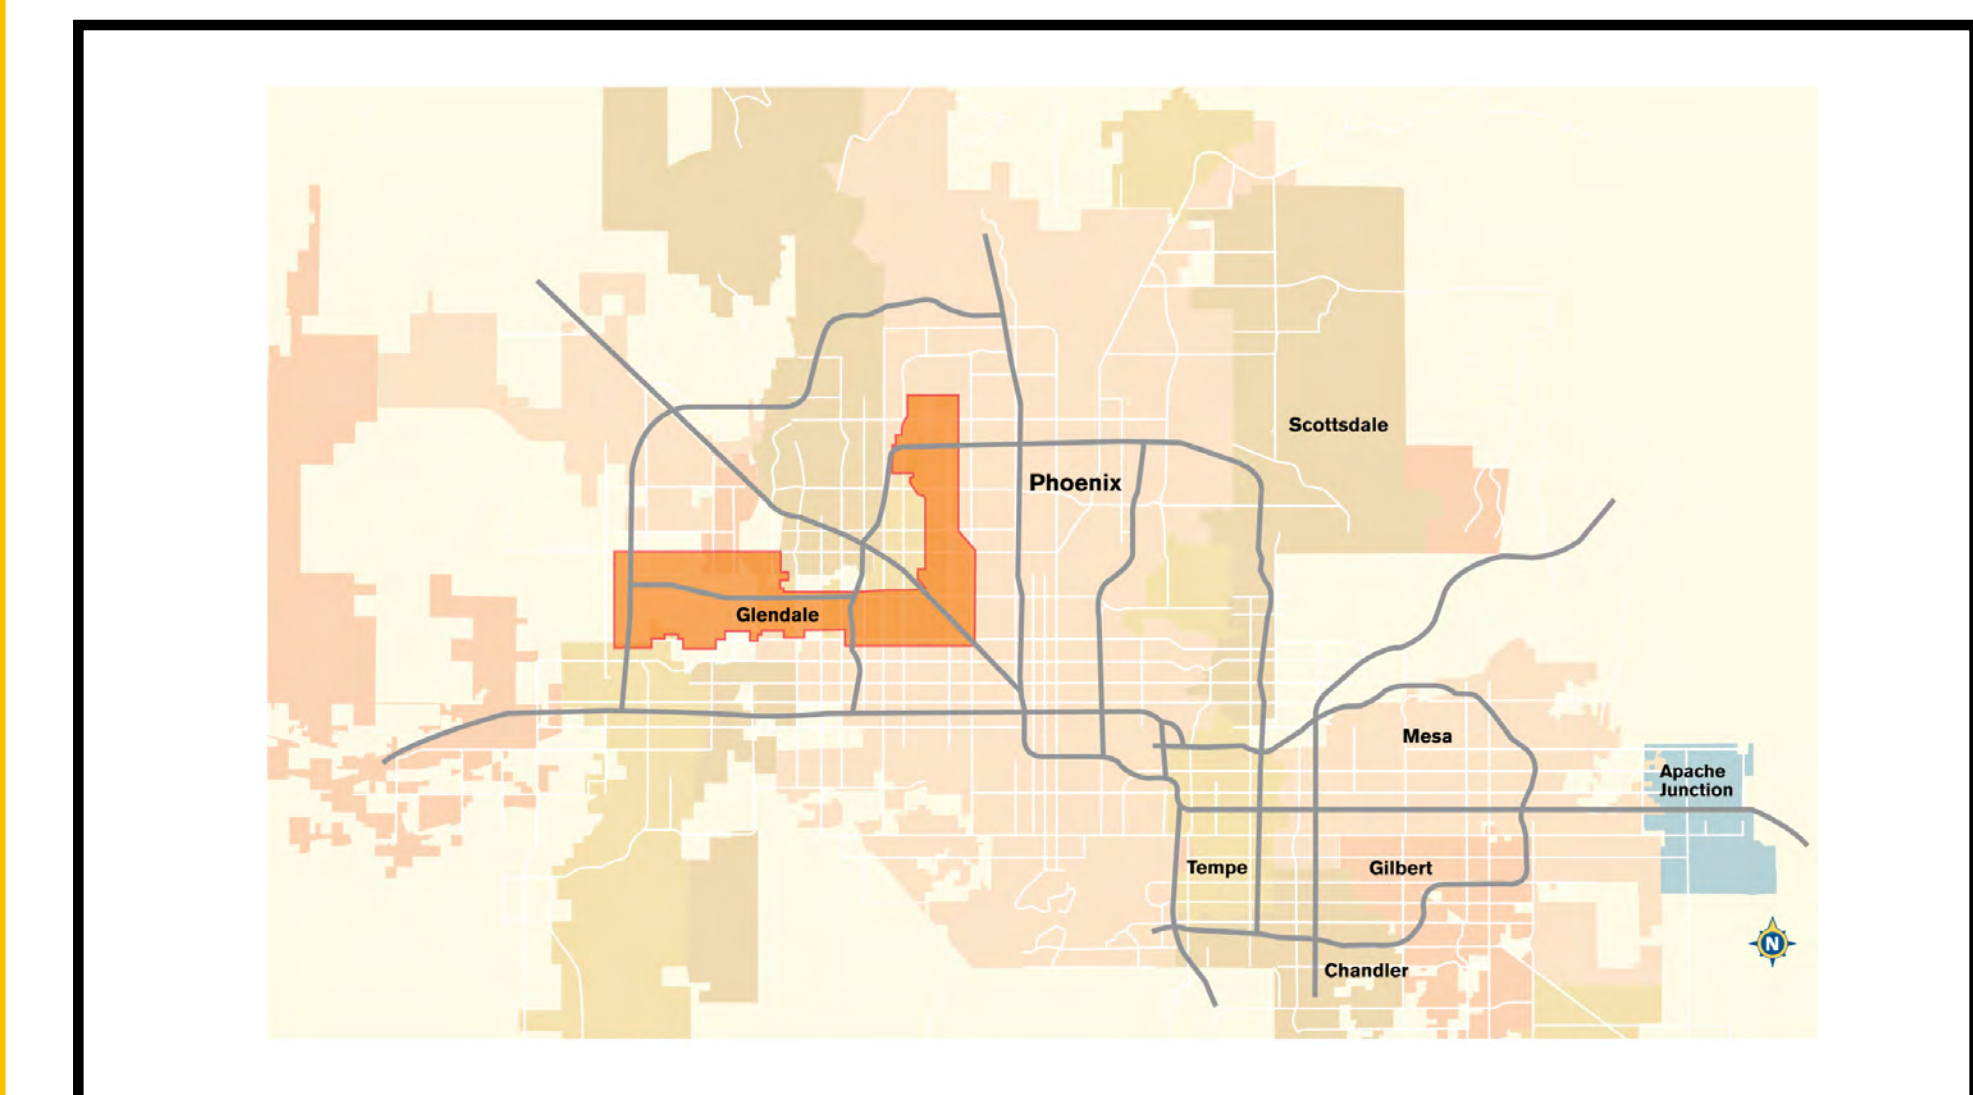 Scottsdale
Phoenix
Glendale
Mesa
Apache
Junction
Tempe
Gilbert
N
Chandler